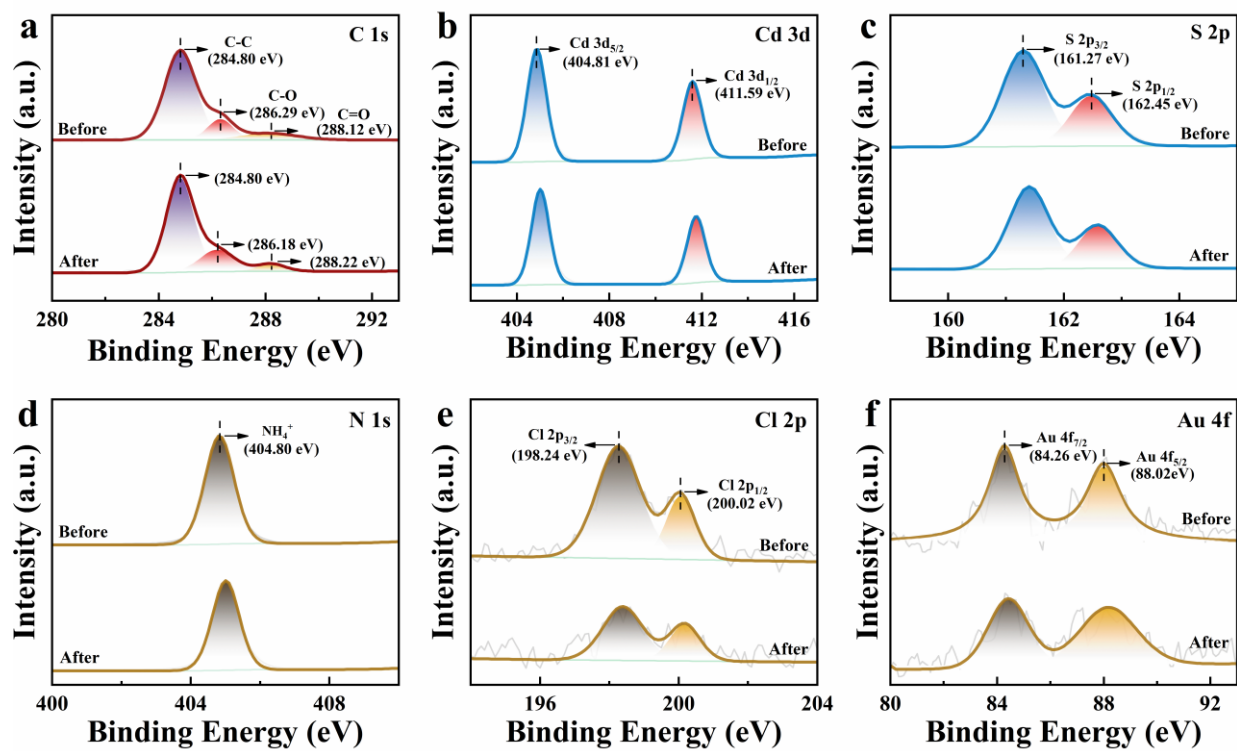 a
C 1s
C-C
(284.80 eV)
C-O
(286.29 eV)
C=O
(288.12 eV)
Before
(284.80 eV)
(286.18 eV)
(288.22 eV)
After
280 284 288 292
Binding Energy (eV)
Intensity (a.u.)
b
Cd 3d
Cd 3d5/2
(404.81 eV)
Cd 3d1/2
(411.59 eV)
Before
After
404 408 412 416
Binding Energy (eV)
Intensity (a.u.)
c
S 2p
S 2p3/2
(161.27 eV)
S 2p1/2
(162.45 eV)
Before
After
160 162 164
Binding Energy (eV)
Intensity (a.u.)
d
N 1s
NH4+
(404.80 eV)
Before
After
400 404 408
Binding Energy (eV)
Intensity (a.u.)
e
Cl 2p
Cl 2p3/2
(198.24 eV)
Cl 2p1/2
(200.02 eV)
Before
After
196 200 204
Binding Energy (eV)
Intensity (a.u.)
f
Au 4f
Au 4f7/2
(84.26 eV)
Au 4f5/2
(88.02eV)
Before
After
80 84 88 92
Binding Energy (eV)
Intensity (a.u.)